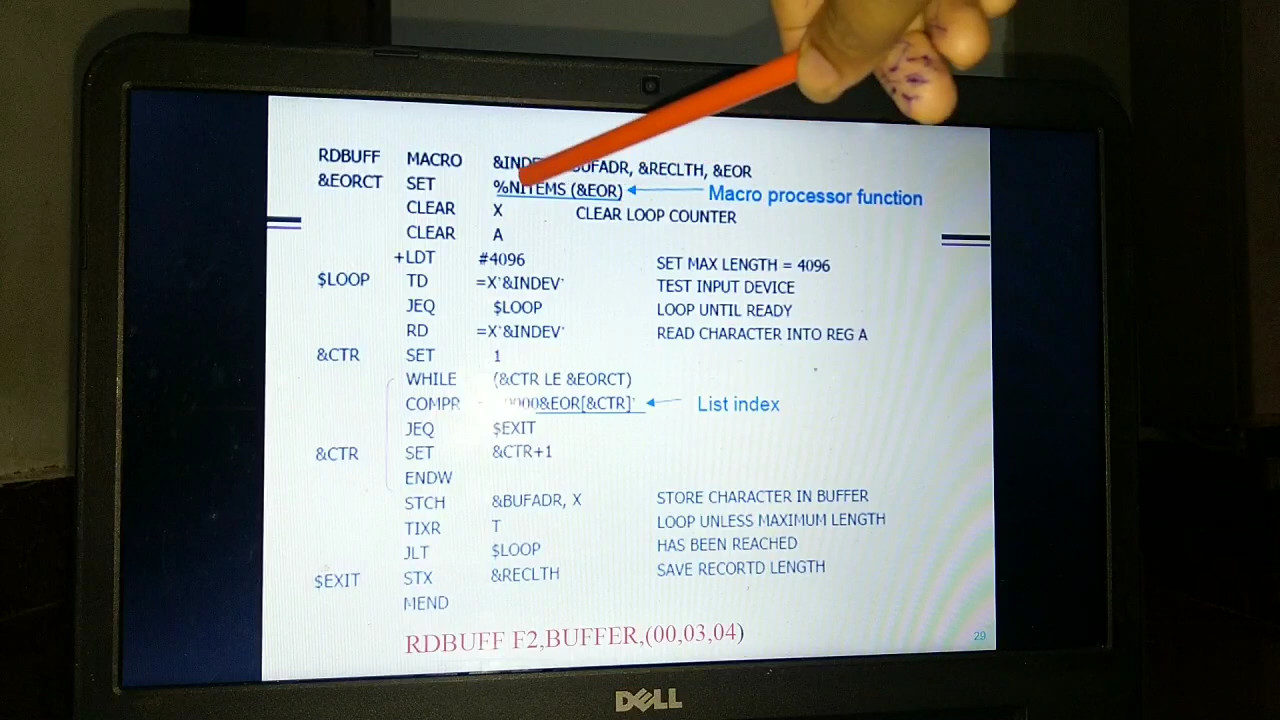 RDBUFF MACRO &INDE BUFADR, &RECLTH, &EOR
&EORCT SET %NITEMS (&EOR) Macro processor function
CLEAR X CLEAR LOOP COUNTER
CLEAR A
+LDT #4096 SET MAX LENGTH = 4096
$LOOP TD =X'&INDEV' TEST INPUT DEVICE
JEQ $LOOP LOOP UNTIL READY
RD =X'&INDEV' READ CHARACTER INTO REG A
&CTR SET 1
WHILE (&CTR LE &EORCT)
COMPR 0000&EOR[&CTR]' List index
JEQ $EXIT
&CTR SET &CTR+1
ENDW
STCH &BUFADR, X STORE CHARACTER IN BUFFER
TIXR T LOOP UNLESS MAXIMUM LENGTH
JLT $LOOP HAS BEEN REACHED
$EXIT STX &RECLTH SAVE RECORTD LENGTH
MEND
RDBUFF F2,BUFFER,(00,03,04)
29
DELL